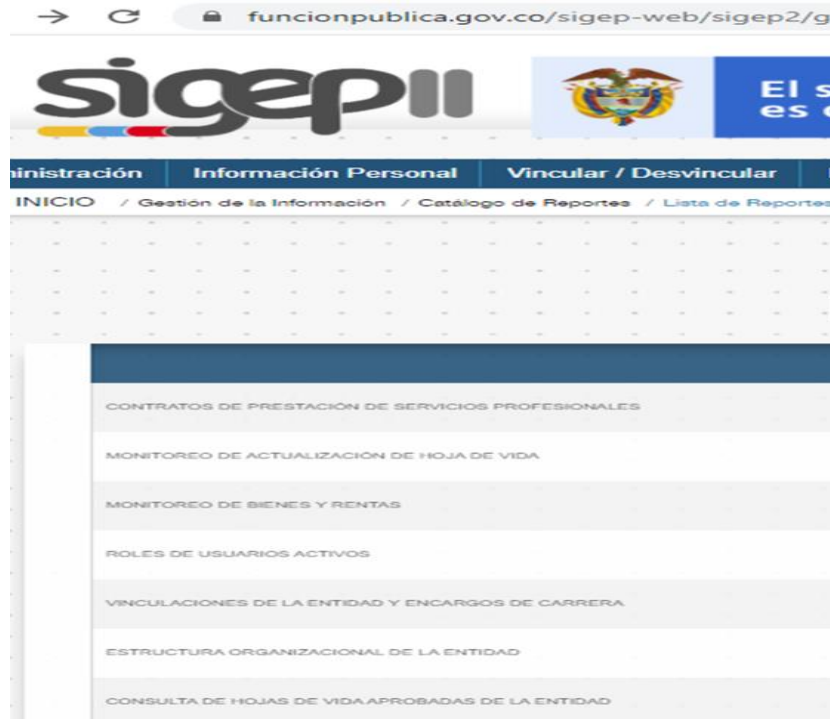 funcionpublica.gov.co/sigep-web/sigep2/g
sigepII
El s
es
ninistración Información Personal Vincular / Desvincular
INICIO / Gestión de la Información / Catálogo de Reportes / Lista de Reportes
CONTRATOS DE PRESTACIÓN DE SERVICIOS PROFESIONALES
MONITOREO DE ACTUALIZACIÓN DE HOJA DE VIDA
MONITOREO DE BIENES Y RENTAS
ROLES DE USUARIOS ACTIVOS
VINCULACIONES DE LA ENTIDAD Y ENCARGOS DE CARRERA
ESTRUCTURA ORGANIZACIONAL DE LA ENTIDAD
CONSULTA DE HOJAS DE VIDA APROBADAS DE LA ENTIDAD